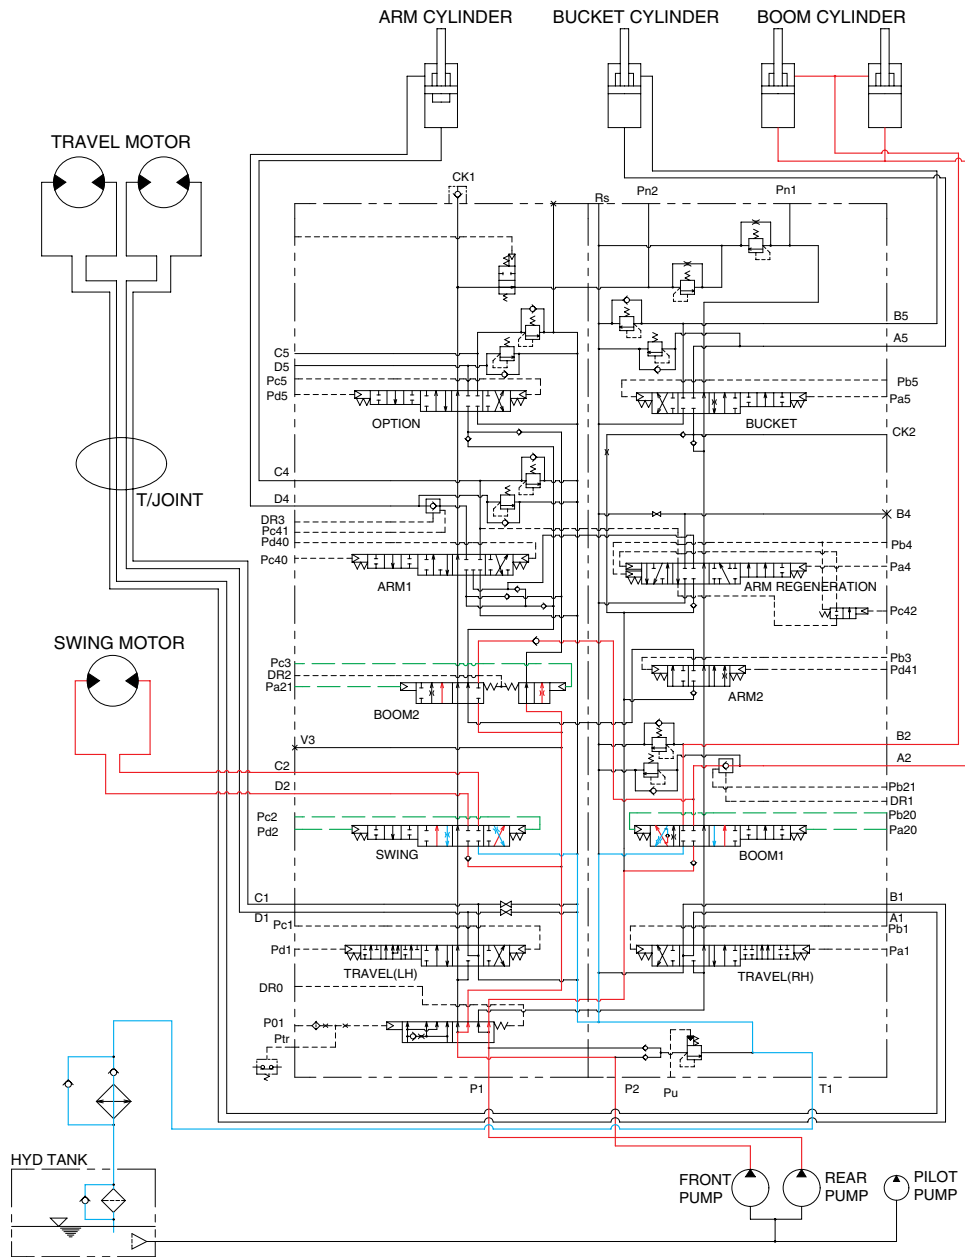 ARM CYLINDER
BUCKET CYLINDER
BOOM CYLINDER
TRAVEL MOTOR
CK1
Rs
Pn2
Pn1
C5
D5
Pc5
Pd5
OPTION
B5
A5
Pb5
Pa5
BUCKET
CK2
T/JOINT
C4
D4
DR3
Pc41
Pd40
Pc40
ARM1
B4
Pb4
Pa4
ARM REGENERATION
Pc42
SWING MOTOR
Pc3
DR2
Pa21
BOOM2
Pb3
Pd41
ARM2
V3
C2
D2
Pc2
Pd2
SWING
B2
A2
Pb21
DR1
Pb20
Pa20
BOOM1
C1
D1
Pc1
Pd1
TRAVEL(LH)
B1
A1
Pb1
Pa1
TRAVEL(RH)
DR0
P01
Ptr
P1
P2
Pu
T1
HYD TANK
FRONT
PUMP
REAR
PUMP
PILOT
PUMP